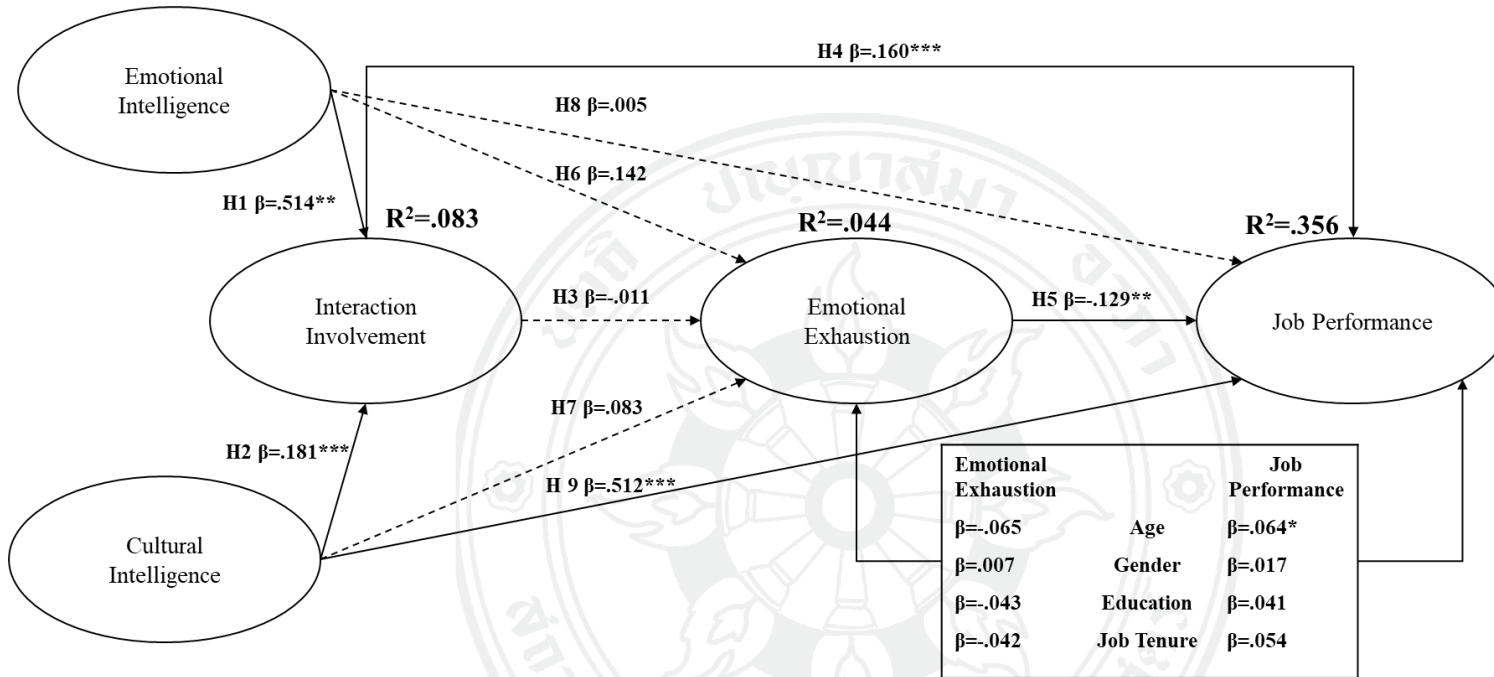 H4 β=.160***
Emotional
Intelligence
H8 β=.005
H6 β=.142
H1 β=.514**
R²=.083
R²=.044
R²=.356
Interaction
Involvement
H3 β=-.011
Emotional
Exhaustion
H5 β=-.129**
Job Performance
H7 β=.083
H2 β=.181***
H 9 β=.512***
Cultural
Intelligence
Emotional Job
Exhaustion Performance
β=-.065 Age β=.064*
β=.007 Gender β=.017
β=-.043 Education β=.041
β=-.042 Job Tenure β=.054